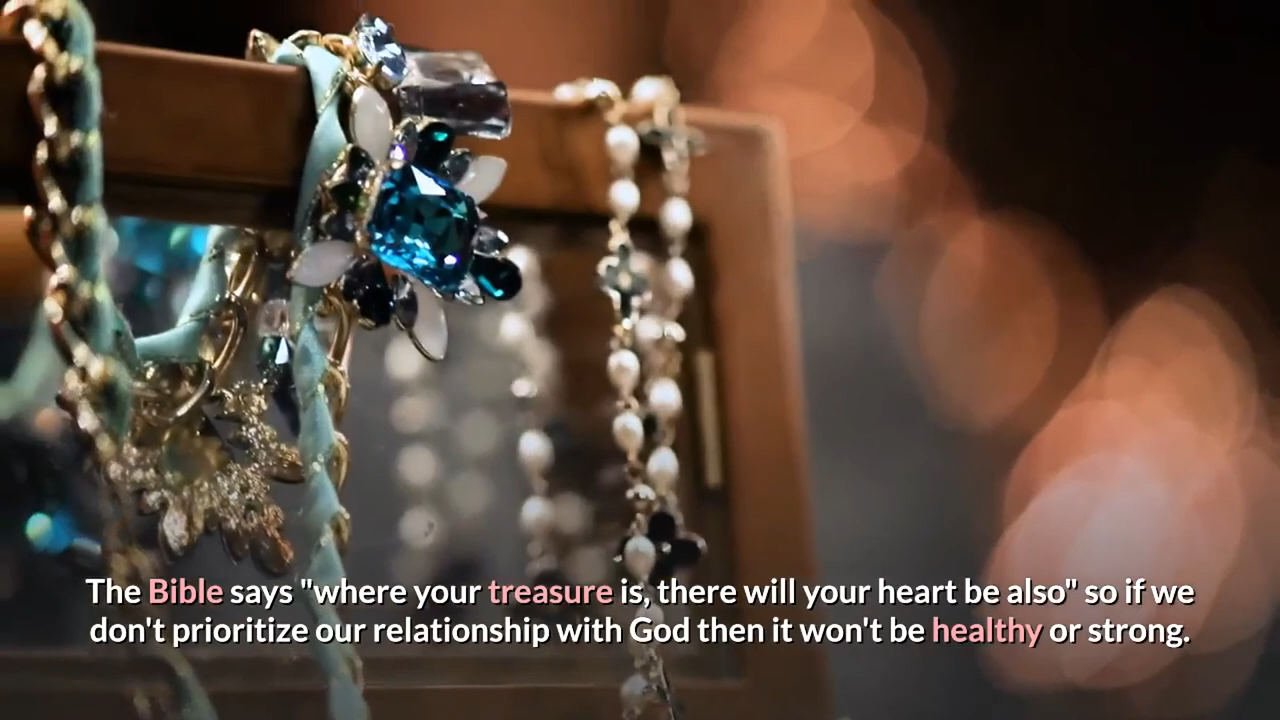 The Bible says "where your treasure is, there will your heart be also" so if we
don't prioritize our relationship with God then it won't be healthy or strong.